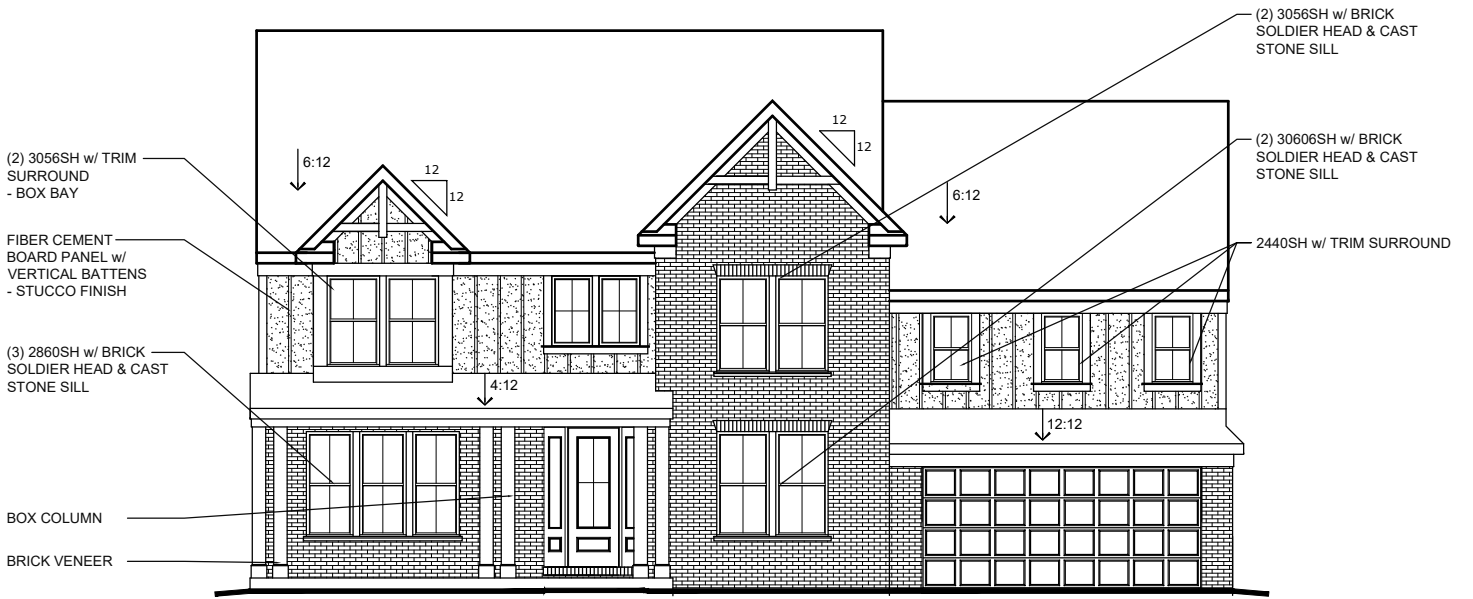 (2) 3056SH w/ BRICK
SOLDIER HEAD & CAST
STONE SILL
12
12
(2) 30606SH w/ BRICK
SOLDIER HEAD & CAST
STONE SILL
(2) 3056SH w/ TRIM
SURROUND
- BOX BAY
6:12
12
12
6:12
FIBER CEMENT
BOARD PANEL w/
VERTICAL BATTENS
- STUCCO FINISH
2440SH w/ TRIM SURROUND
(3) 2860SH w/ BRICK
SOLDIER HEAD & CAST
STONE SILL
4:12
12:12
BOX COLUMN
BRICK VENEER